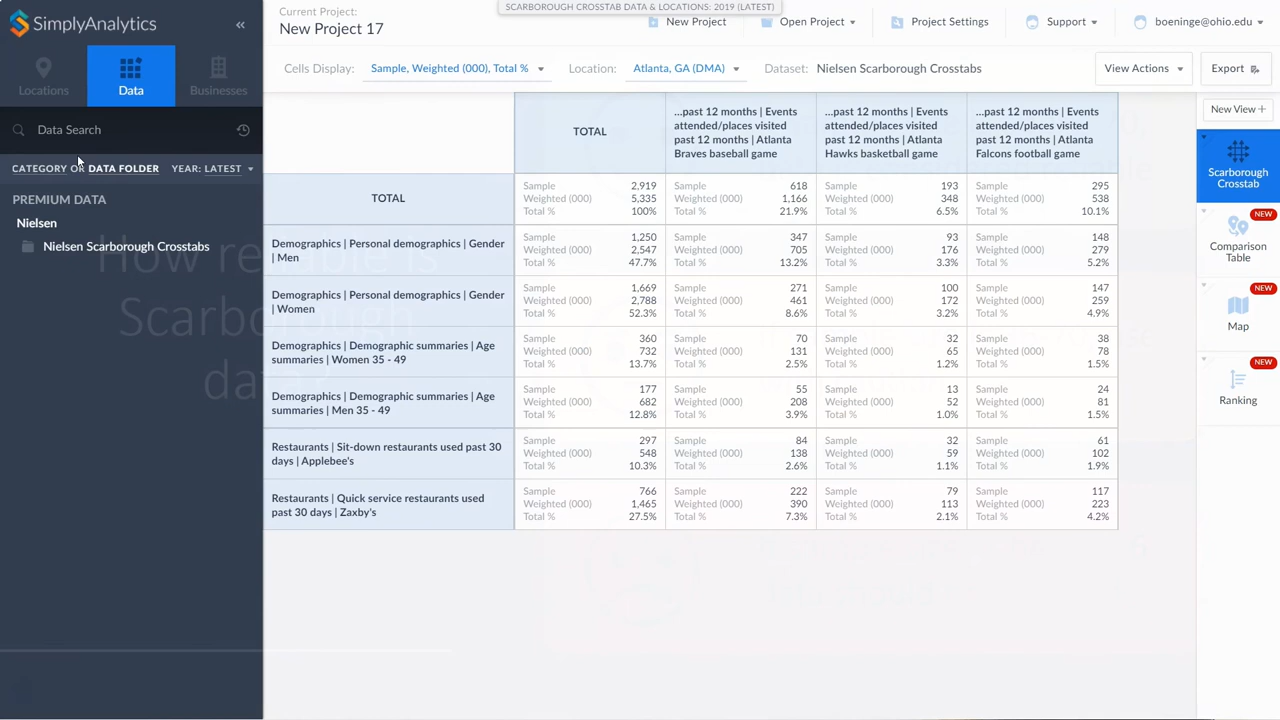 SCARBOROUGH CROSSTAB DATA & LOCATIONS: 2019 (LATEST)
SimplyAnalytics
«
Current Project:
New Project 17
New Project
Open Project
Project Settings
Support
boeninge@ohio.edu
Locations
Data
Businesses
Cells Display:
Sample, Weighted (000), Total %
Location:
Atlanta, GA (DMA)
Dataset:
Nielsen Scarborough Crosstabs
View Actions
Export
Data Search
CATEGORY OR DATA FOLDER
YEAR: LATEST
PREMIUM DATA
Nielsen
Nielsen Scarborough Crosstabs
How reliable is
Scarborough
data?
TOTAL
...past 12 months | Events
attended/places visited
past 12 months | Atlanta
Braves baseball game
...past 12 months | Events
attended/places visited
past 12 months | Atlanta
Hawks basketball game
...past 12 months | Events
attended/places visited
past 12 months | Atlanta
Falcons football game
TOTAL
Sample 2,919 Sample 618 Sample 193 Sample 295
Weighted (000) 5,335 Weighted (000) 1,166 Weighted (000) 348 Weighted (000) 538
Total % 100% Total % 21.9% Total % 6.5% Total % 10.1%
Demographics | Personal demographics | Gender
| Men
Sample 1,250 Sample 347 Sample 93 Sample 148
Weighted (000) 2,547 Weighted (000) 705 Weighted (000) 176 Weighted (000) 279
Total % 47.7% Total % 13.2% Total % 3.3% Total % 5.2%
Demographics | Personal demographics | Gender
| Women
Sample 1,669 Sample 271 Sample 100 Sample 147
Weighted (000) 2,788 Weighted (000) 461 Weighted (000) 172 Weighted (000) 259
Total % 52.3% Total % 8.6% Total % 3.2% Total % 4.9%
Demographics | Demographic summaries | Age
summaries | Women 35 - 49
Sample 360 Sample 70 Sample 32 Sample 38
Weighted (000) 732 Weighted (000) 131 Weighted (000) 65 Weighted (000) 78
Total % 13.7% Total % 2.5% Total % 1.2% Total % 1.5%
Demographics | Demographic summaries | Age
summaries | Men 35 - 49
Sample 177 Sample 55 Sample 13 Sample 24
Weighted (000) 682 Weighted (000) 208 Weighted (000) 52 Weighted (000) 81
Total % 12.8% Total % 3.9% Total % 1.0% Total % 1.5%
Restaurants | Sit-down restaurants used past 30
days | Applebee's
Sample 297 Sample 84 Sample 32 Sample 61
Weighted (000) 548 Weighted (000) 138 Weighted (000) 59 Weighted (000) 102
Total % 10.3% Total % 2.6% Total % 1.1% Total % 1.9%
Restaurants | Quick service restaurants used
past 30 days | Zaxby's
Sample 766 Sample 222 Sample 79 Sample 117
Weighted (000) 1,465 Weighted (000) 390 Weighted (000) 113 Weighted (000) 223
Total % 27.5% Total % 7.3% Total % 2.1% Total % 4.2%
New View +
Scarborough
Crosstab
NEW
Comparison
Table
NEW
Map
NEW
Ranking